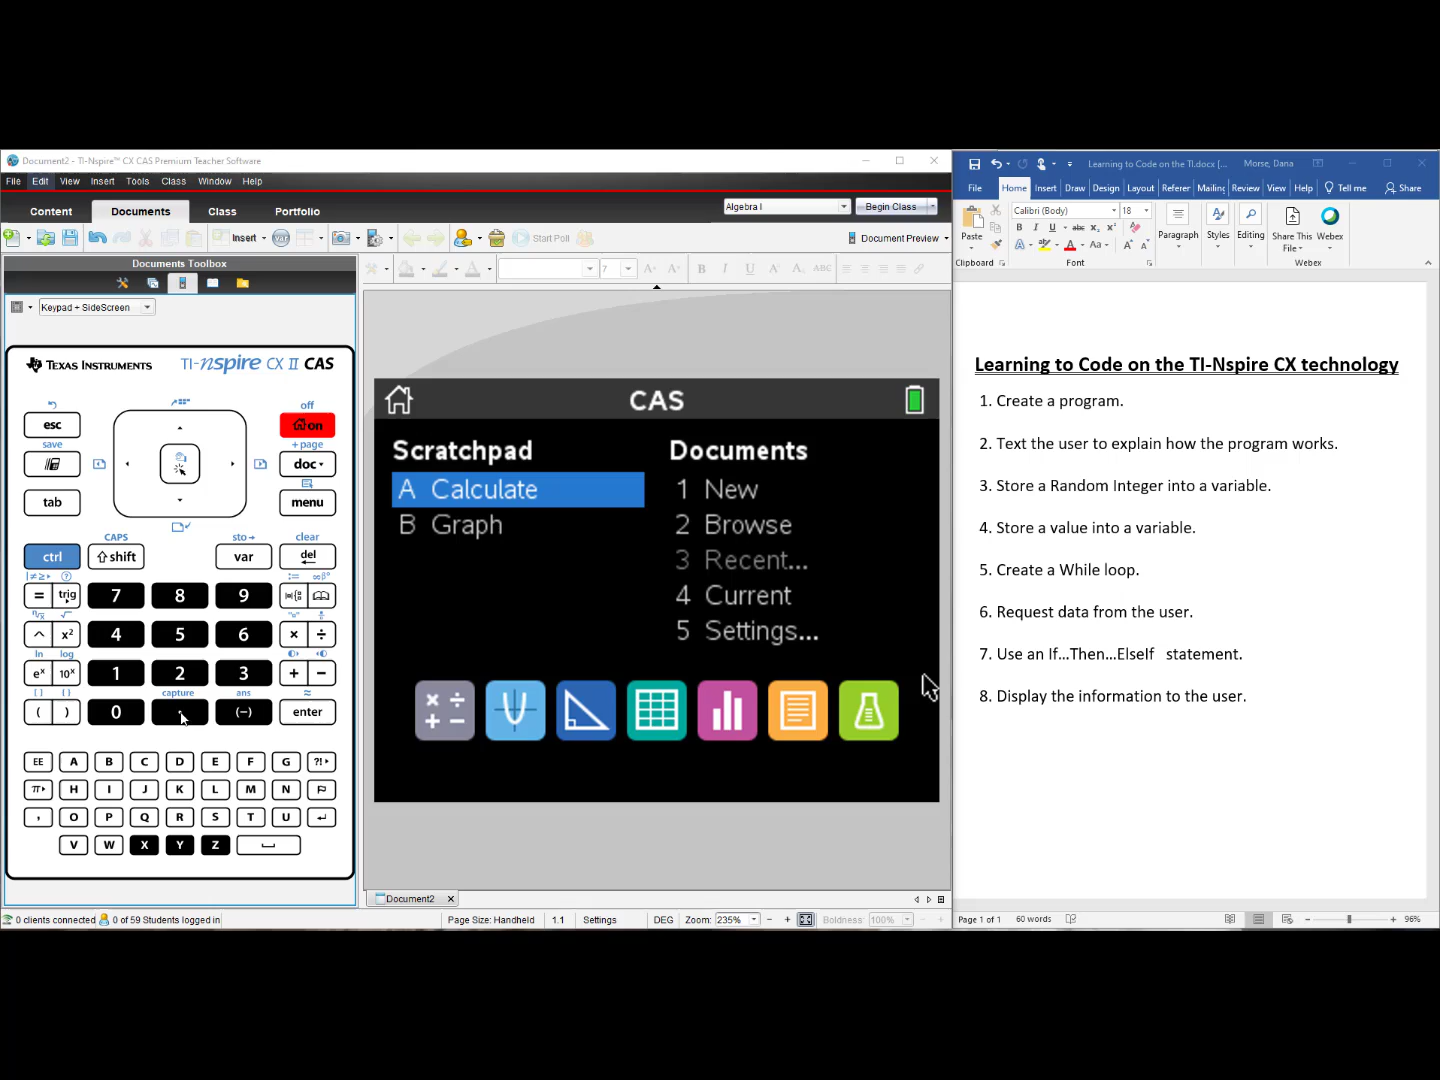 Document2 - TI-Nspire™ CX CAS Premium Teacher Software
File Edit View Insert Tools Class Window Help
Content Documents Class Portfolio
Algebra I Begin Class
Insert Start Poll Document Preview
Documents Toolbox
7 B I U A A ABC
Keypad + SideScreen
TEXAS INSTRUMENTS TI-nspire CX II CAS
off
esc on
save + page
doc
tab menu
CAPS sto→ clear
ctrl shift var del
= trig 7 8 9
^ x² 4 5 6 × ÷
ln log
eˣ 10ˣ 1 2 3 + −
[ ] { } capture ans ≈
( ) 0 . (−) enter
EE A B C D E F G ?!▸
π▸ H I J K L M N
, O P Q R S T U
V W X Y Z
CAS
Scratchpad
A Calculate
B Graph
Documents
1 New
2 Browse
3 Recent...
4 Current
5 Settings...
Document2
0 clients connected 0 of 59 Students logged in Page Size: Handheld 1.1 Settings DEG Zoom: 235% Boldness: 100%
Learning to Code on the TI.docx [... Morse, Dana
File Home Insert Draw Design Layout Referer Mailinc Review View Help Tell me Share
Calibri (Body) 18
Paste B I U abc x₂ x² Paragraph Styles Editing Share This File Webex
Clipboard Font Webex
Learning to Code on the TI-Nspire CX technology
1. Create a program.
2. Text the user to explain how the program works.
3. Store a Random Integer into a variable.
4. Store a value into a variable.
5. Create a While loop.
6. Request data from the user.
7. Use an If...Then...ElseIf statement.
8. Display the information to the user.
Page 1 of 1 60 words 96%